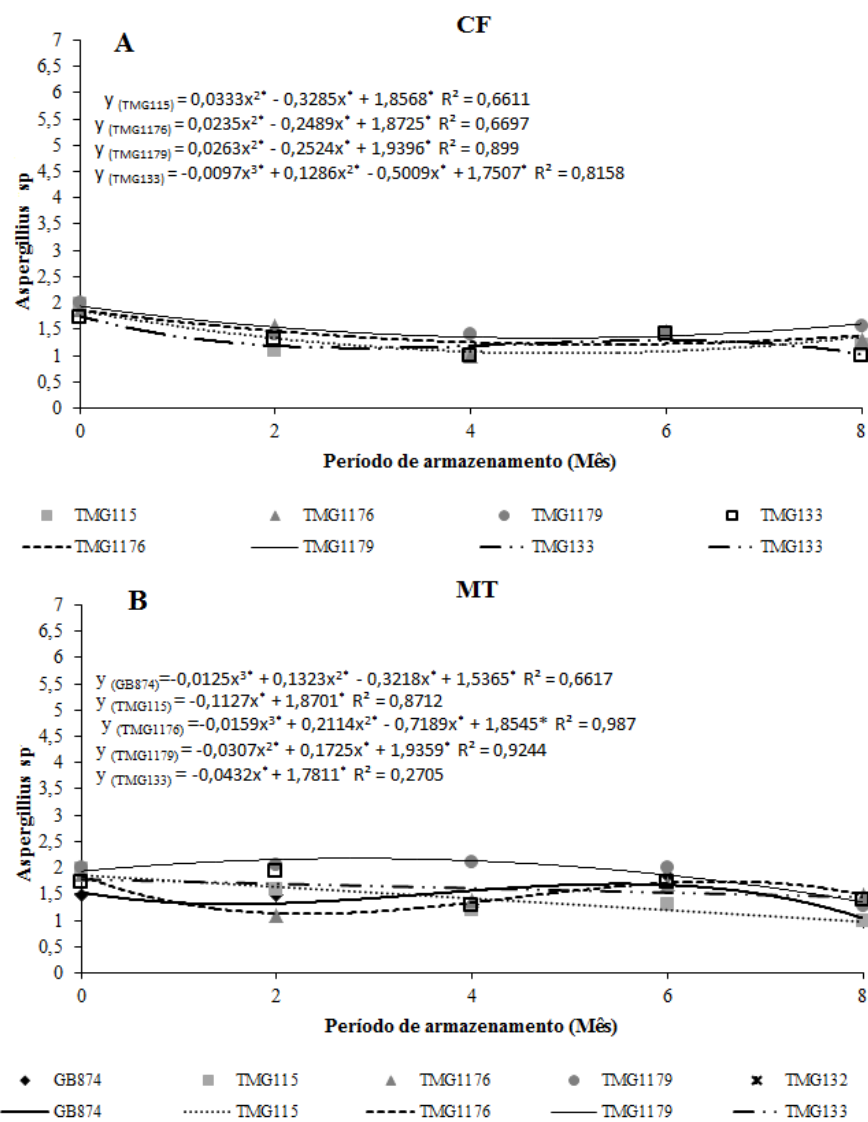 CF
A
7
6,5
6
5,5
5
4,5
4
3,5
3
2,5
2
1,5
1
0,5
0
Aspergillius sp
y (TMG115) = 0,0333x²* - 0,3285x* + 1,8568* R² = 0,6611
y (TMG1176) = 0,0235x²* - 0,2489x* + 1,8725* R² = 0,6697
y (TMG1179) = 0,0263x²* - 0,2524x* + 1,9396* R² = 0,899
y (TMG133) = -0,0097x³* + 0,1286x²* - 0,5009x* + 1,7507* R² = 0,8158
0 2 4 6 8
Período de armazenamento (Mês)
TMG115 TMG1176 TMG1179 TMG133
TMG1176 TMG1179 TMG133 TMG133
B MT
7
6,5
6
5,5
5
4,5
4
3,5
3
2,5
2
1,5
1
0,5
0
Aspergillius sp
y (GB874)=-0,0125x³* + 0,1323x²* - 0,3218x* + 1,5365* R² = 0,6617
y (TMG115) = -0,1127x* + 1,8701* R² = 0,8712
y (TMG1176) =-0,0159x³* + 0,2114x²* - 0,7189x* + 1,8545* R² = 0,987
y (TMG1179) = -0,0307x²* + 0,1725x* + 1,9359* R² = 0,9244
y (TMG133) = -0,0432x* + 1,7811* R² = 0,2705
0 2 4 6 8
Período de armazenamento (Mês)
GB874 TMG115 TMG1176 TMG1179 TMG132
GB874 TMG115 TMG1176 TMG1179 TMG133